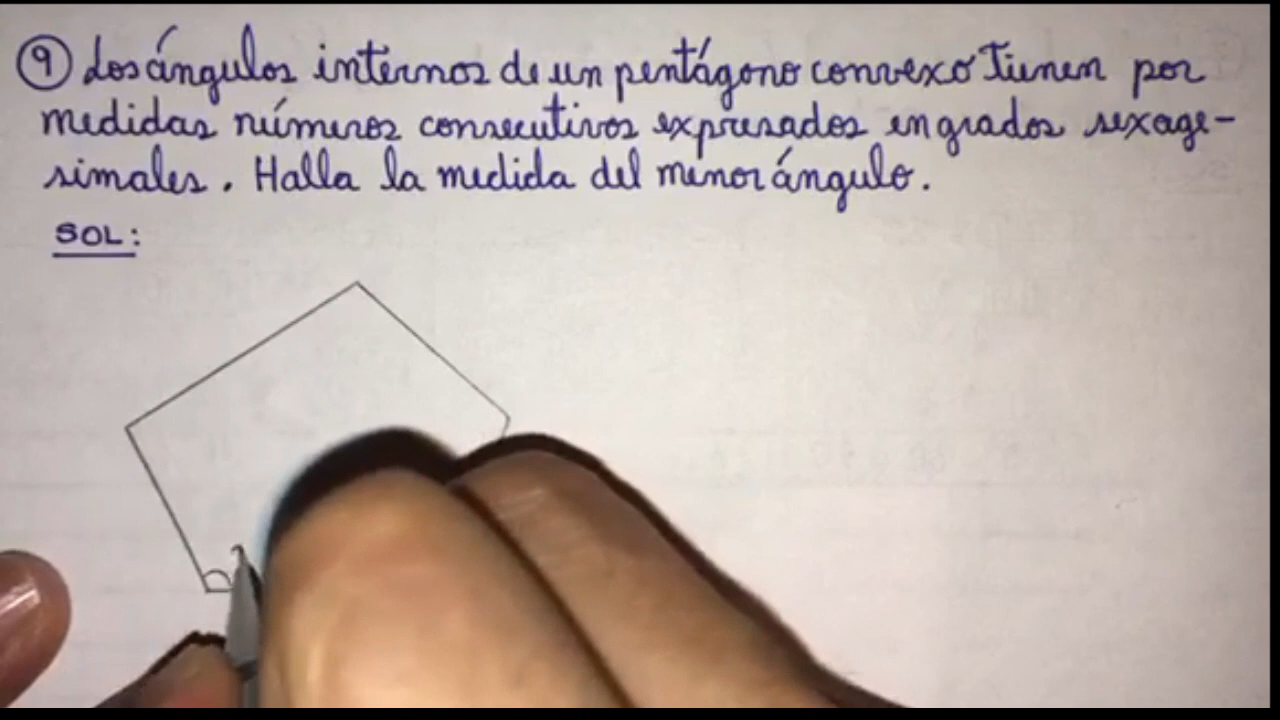 9 Los ángulos internos de un pentágono convexo tienen por
medidas números consecutivos expresados en grados sexage-
simales. Halla la medida del menor ángulo.
SOL: